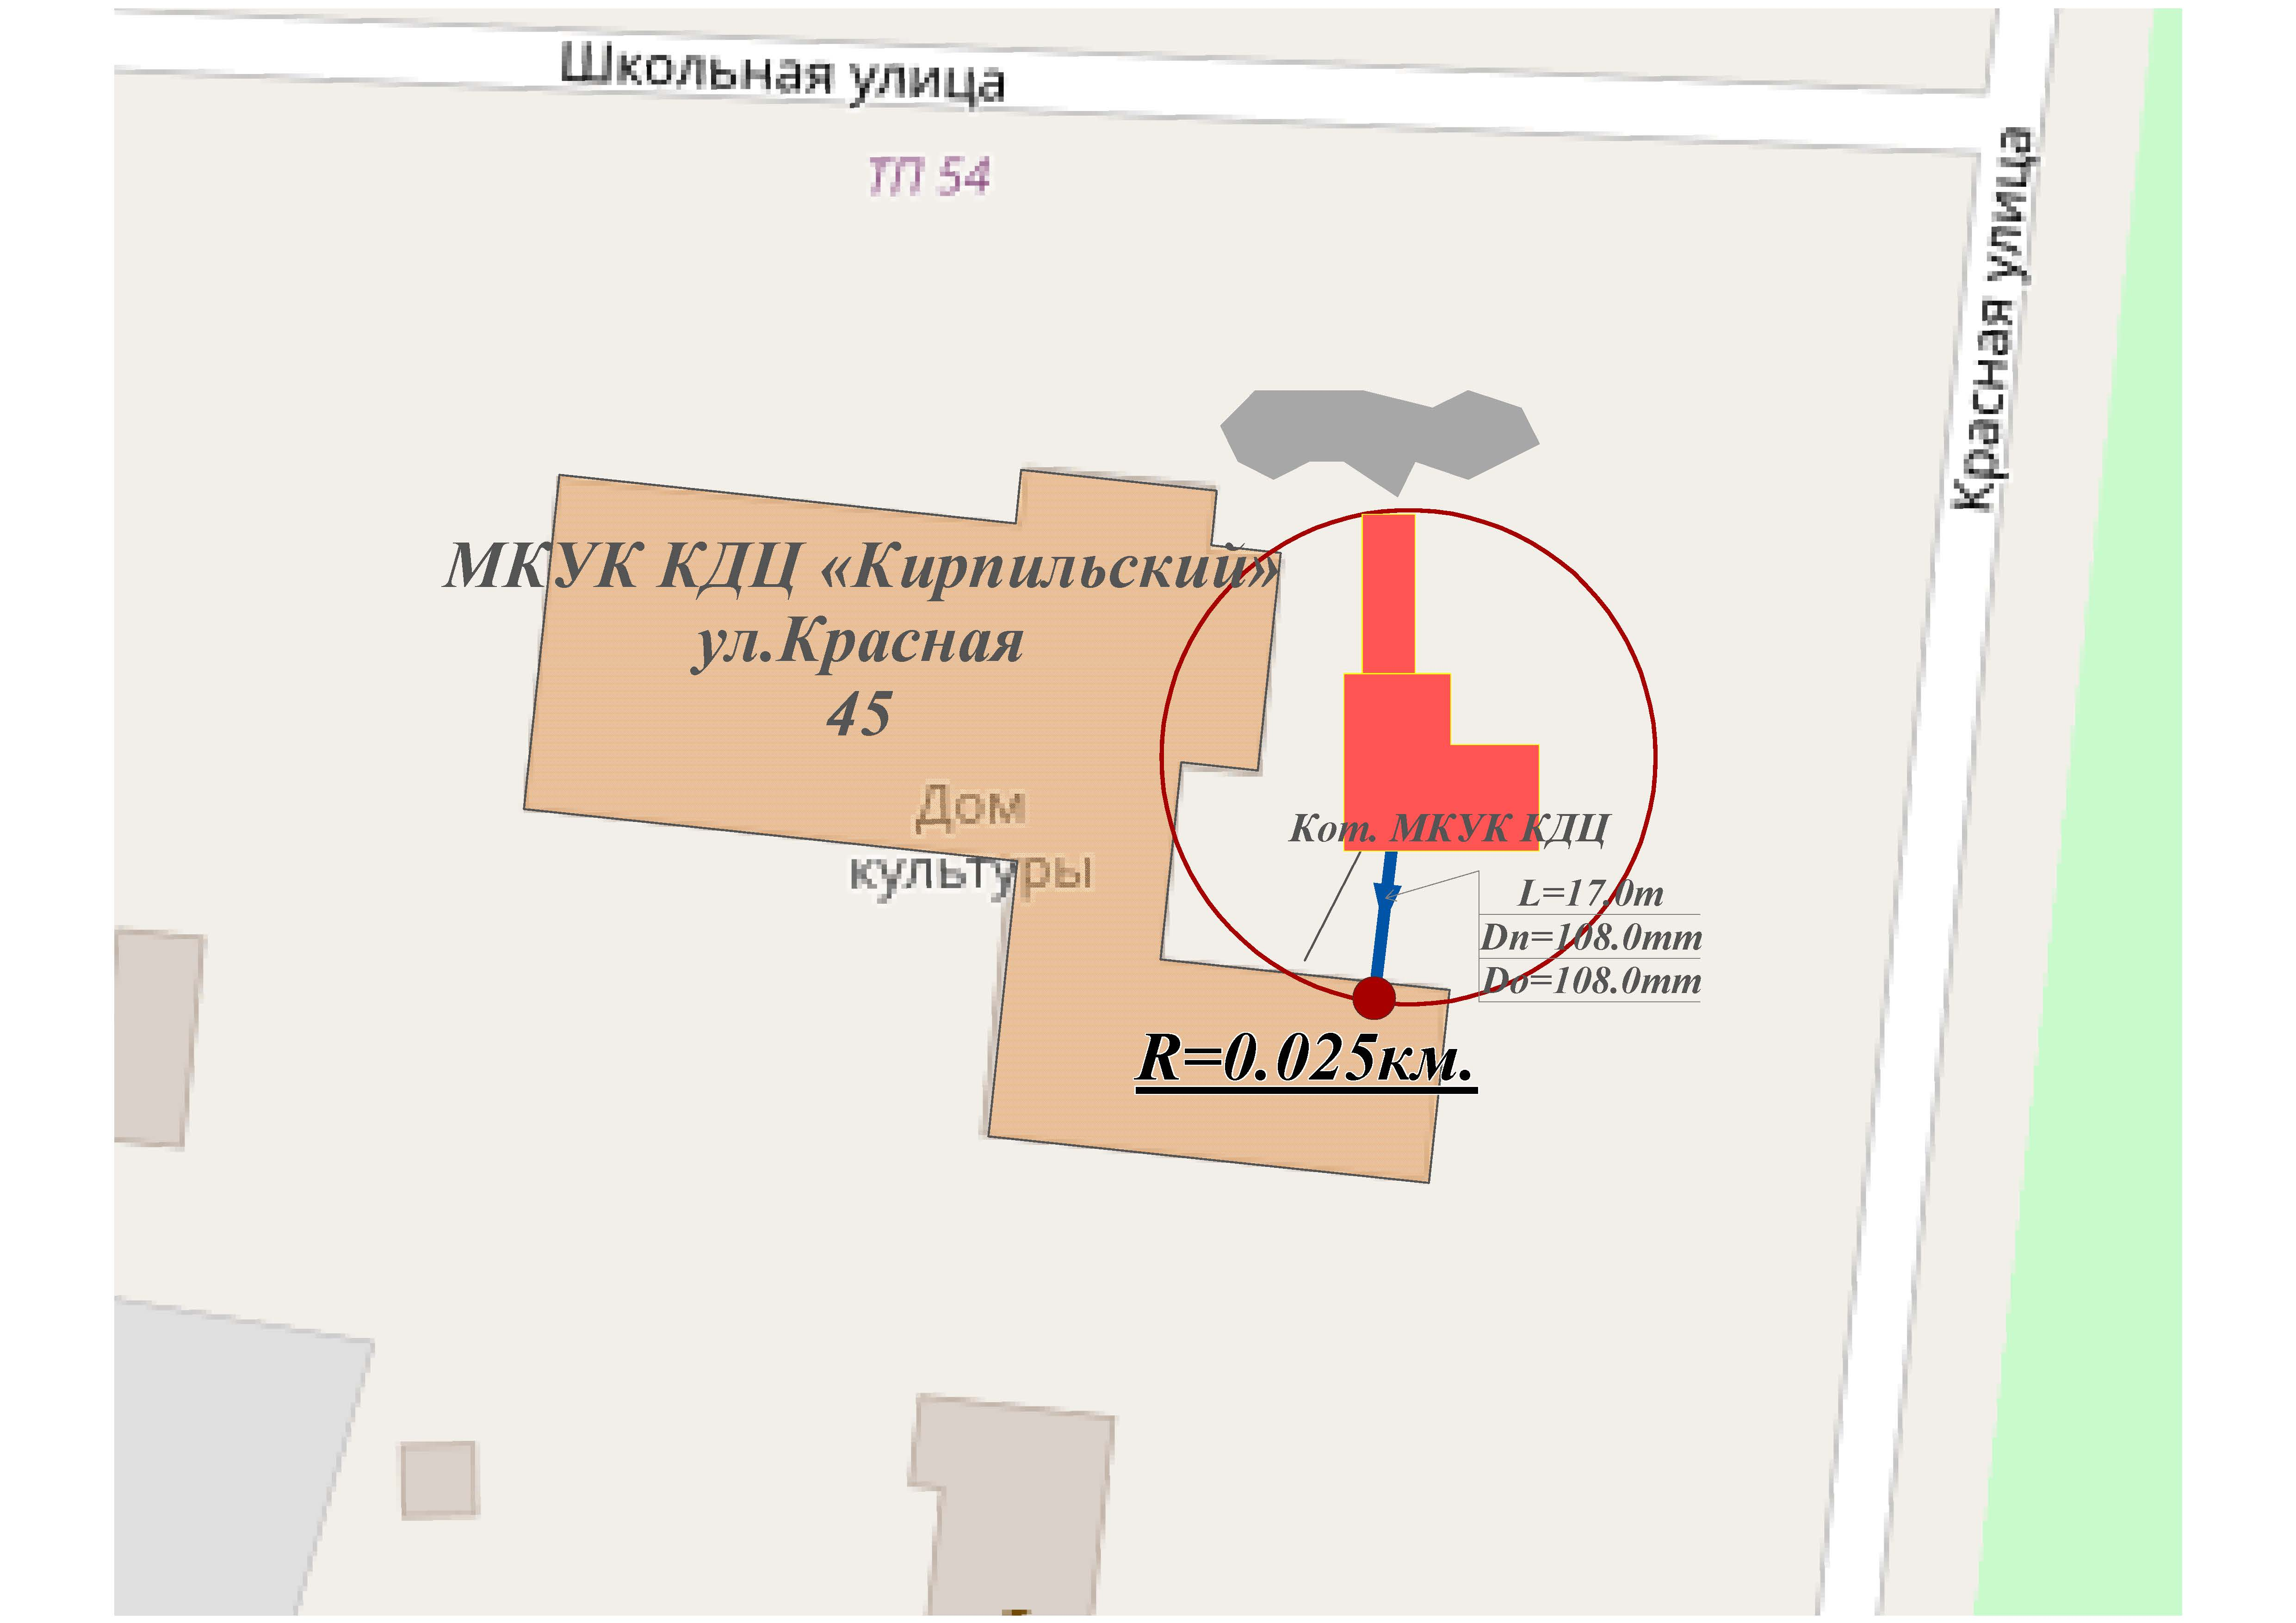 Школьная улица
ТП 54
Красная улица
МКУК КДЦ «Кирпильский»
ул.Красная
45
Дом
культуры
Кот. МКУК КДЦ
L=17.0m
Dn=108.0mm
Do=108.0mm
R=0.025км.